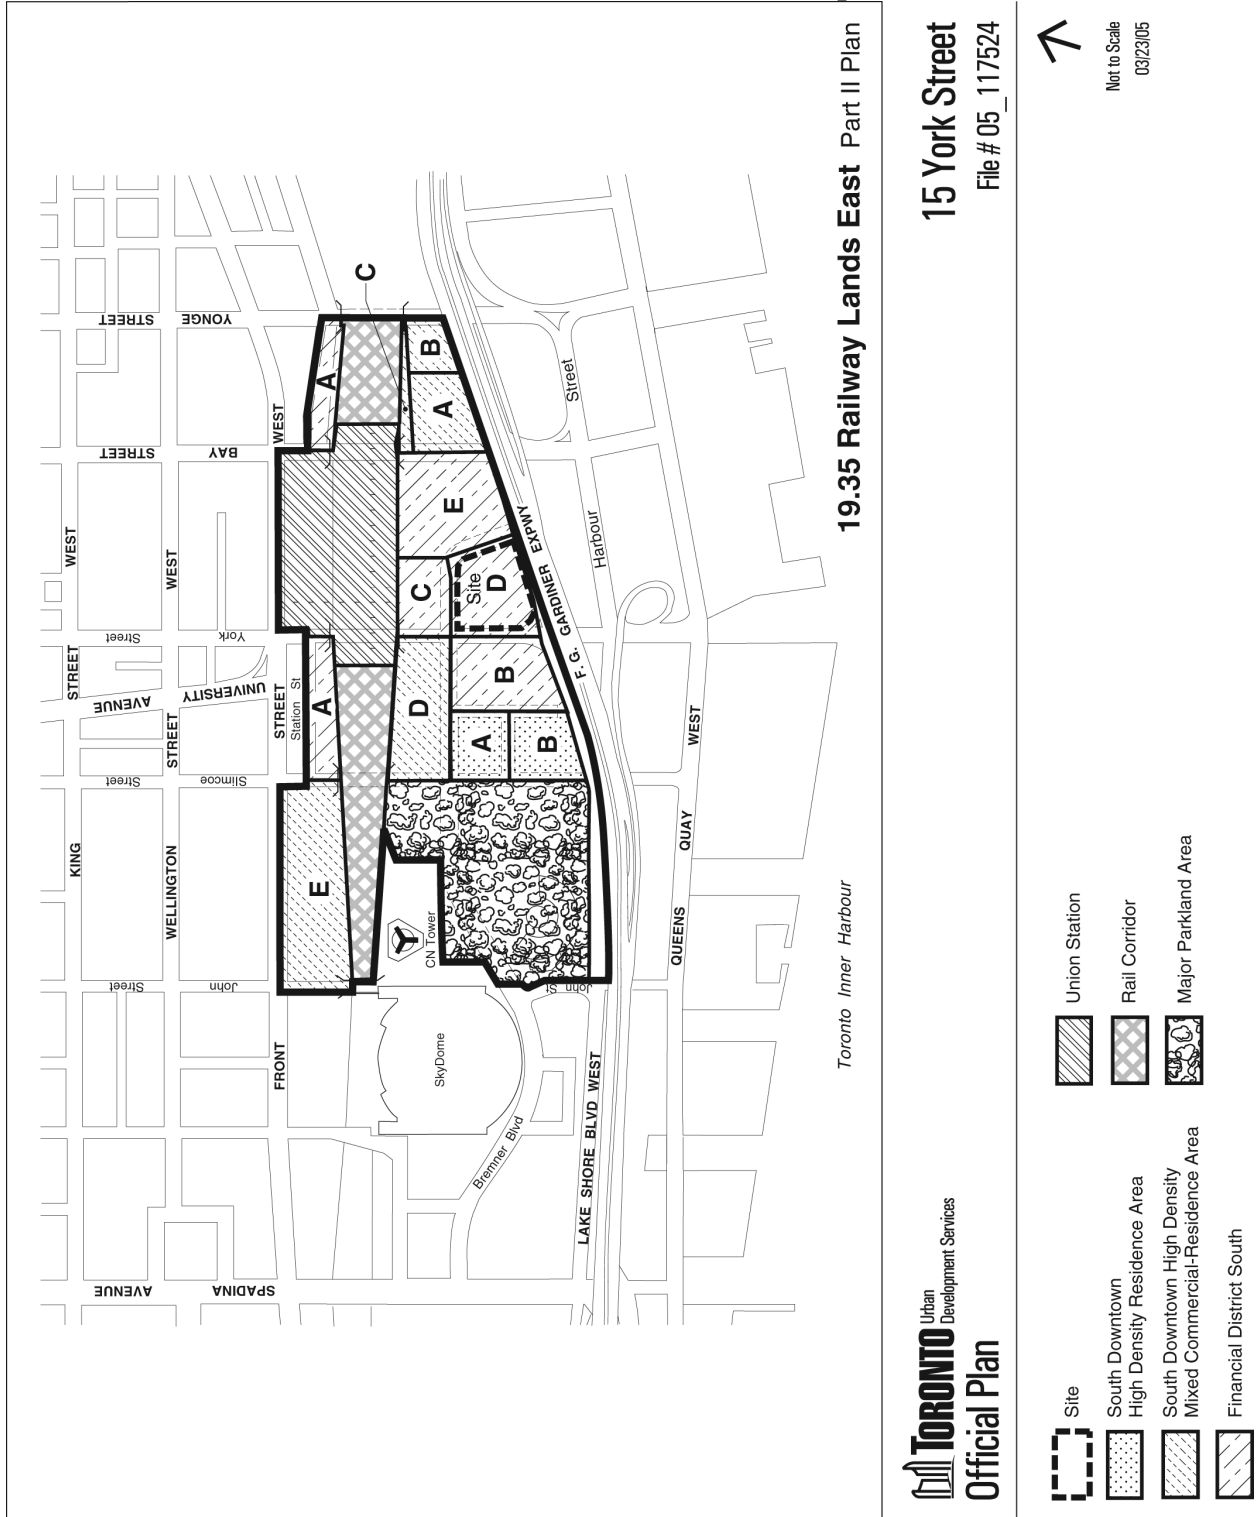 KING
STREET
WEST
WELLINGTON
STREET
WEST
FRONT
STREET
WEST
SPADINA
AVENUE
John
Street
Slimcoe
Street
UNIVERSITY
AVENUE
York
Street
BAY
STREET
YONGE
STREET
Station St
E
A
A
C
SkyDome
CN Tower
D
C
E
A
B
A
B
B
Site
D
John St
Bremner Blvd
LAKE SHORE BLVD WEST
F. G. GARDINER EXPWY
Harbour
Street
QUEENS
QUAY
WEST
Toronto Inner Harbour
19.35 Railway Lands East Part II Plan
TORONTO Urban
Development Services
Official Plan
15 York Street
File # 05_117524
Site
South Downtown
High Density Residence Area
South Downtown High Density
Mixed Commercial-Residence Area
Financial District South
Union Station
Rail Corridor
Major Parkland Area
Not to Scale
03/23/05